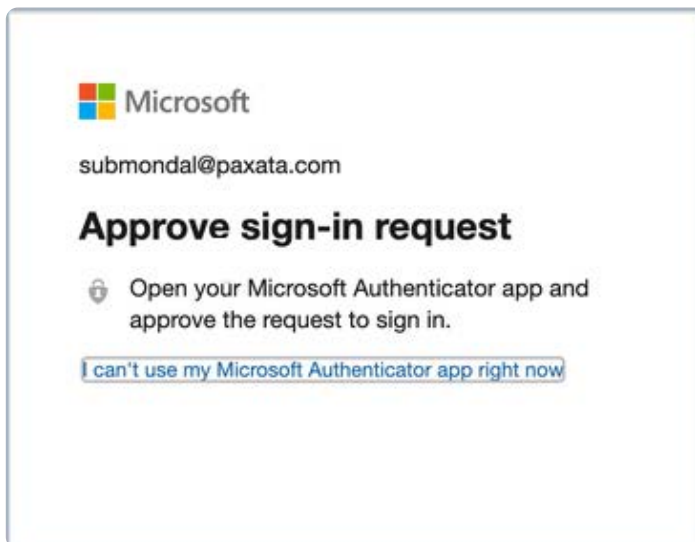 Microsoft
submondal@paxata.com
Approve sign-in request
Open your Microsoft Authenticator app and
approve the request to sign in.
I can't use my Microsoft Authenticator app right now